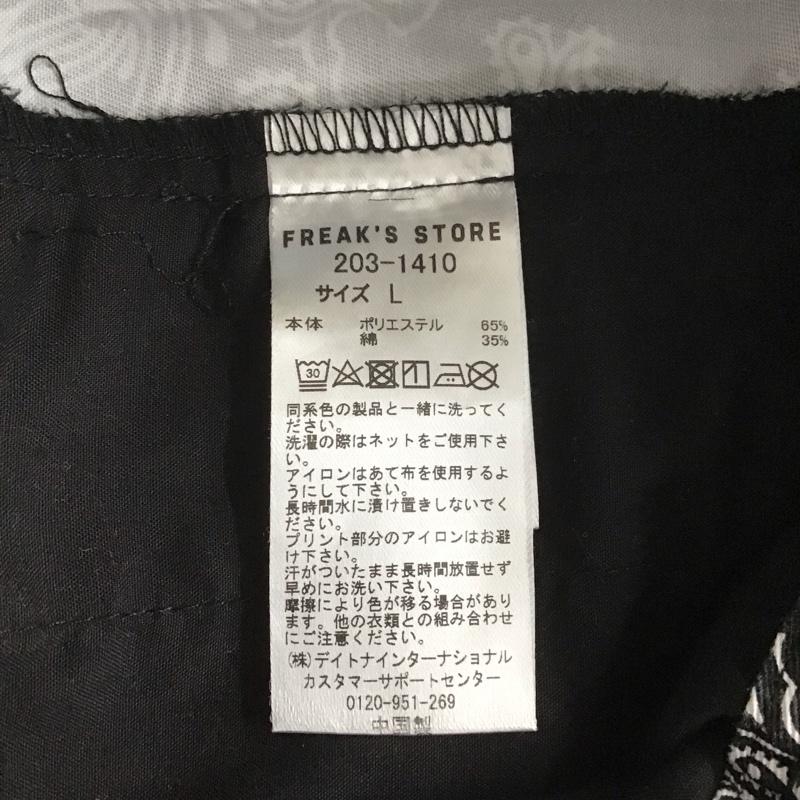 FREAK'S STORE
203-1410
サイズ L
本体 ポリエステル 65%
綿 35%
30
同系色の製品と一緒に洗ってく
ださい。
洗濯の際はネットをご使用下さ
い。
アイロンはあて布を使用するよ
うにして下さい。
長時間水に漬け置きしないでく
ださい。
プリント部分のアイロンはお避
け下さい。
汗がついたまま長時間放置せず
早めにお洗い下さい。
摩擦により色が移る場合があり
ます。他の衣類との組み合わせ
にご注意ください。
(株)デイトナインターナショナル
カスタマーサポートセンター
0120-951-269
中国製